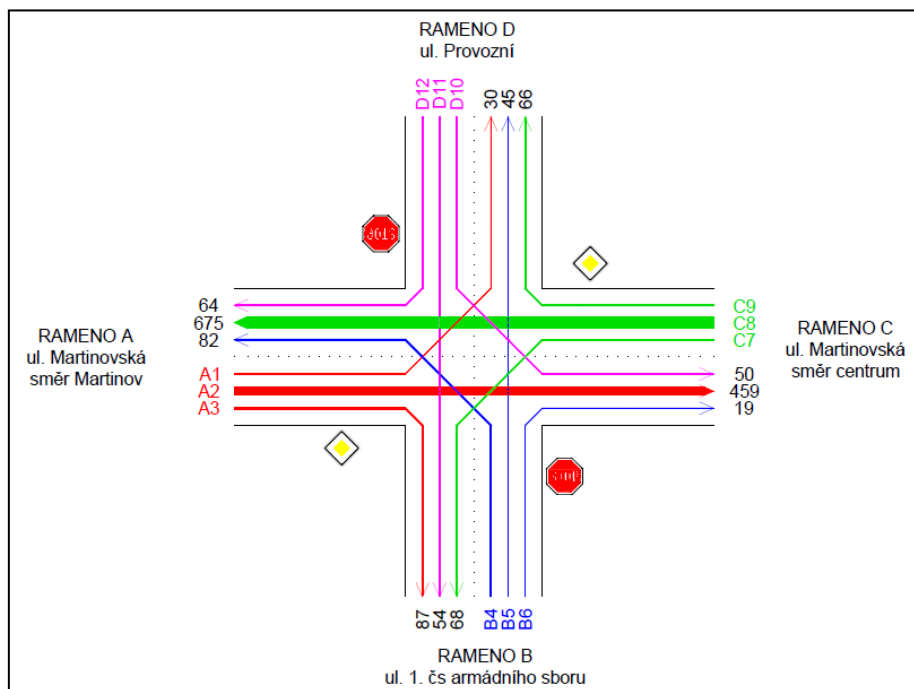 RAMENO D
ul. Provozní
D12
D11
D10
30
45
66
64
675
82
A1
A2
A3
RAMENO A
ul. Martinovská
směr Martinov
C9
C8
C7
50
459
19
RAMENO C
ul. Martinovská
směr centrum
87
54
68
B4
B5
B6
RAMENO B
ul. 1. čs armádního sboru